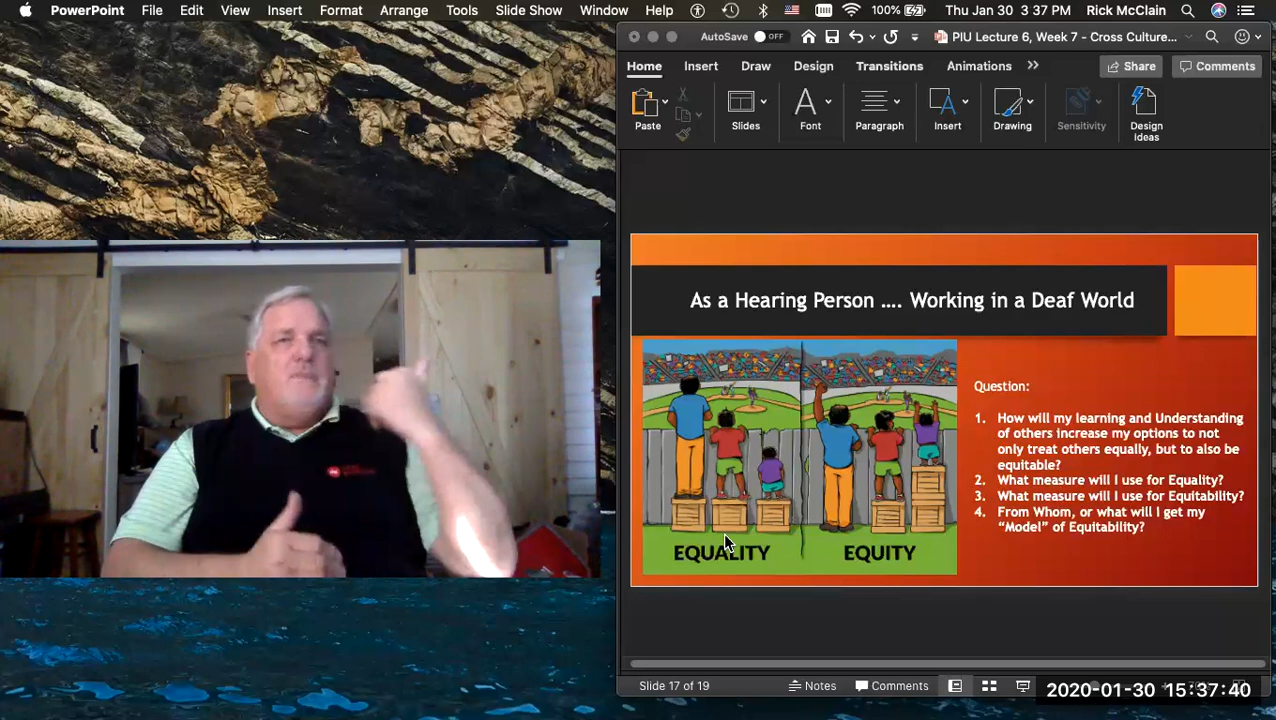 PowerPoint File Edit View Insert Format Arrange Tools Slide Show Window Help 100% Thu Jan 30 3 37 PM Rick McClain
AutoSave OFF PIU Lecture 6, Week 7 - Cross Culture...
Home Insert Draw Design Transitions Animations Share Comments
Paste Slides Font Paragraph Insert Drawing Sensitivity Design
Ideas
As a Hearing Person .... Working in a Deaf World
EQUALITY EQUITY
Question:
1. How will my learning and Understanding
of others increase my options to not
only treat others equally, but to also be
equitable?
2. What measure will I use for Equality?
3. What measure will I use for Equitability?
4. From Whom, or what will I get my
“Model” of Equitability?
Slide 17 of 19 Notes Comments
2020-01-30 15:37:40